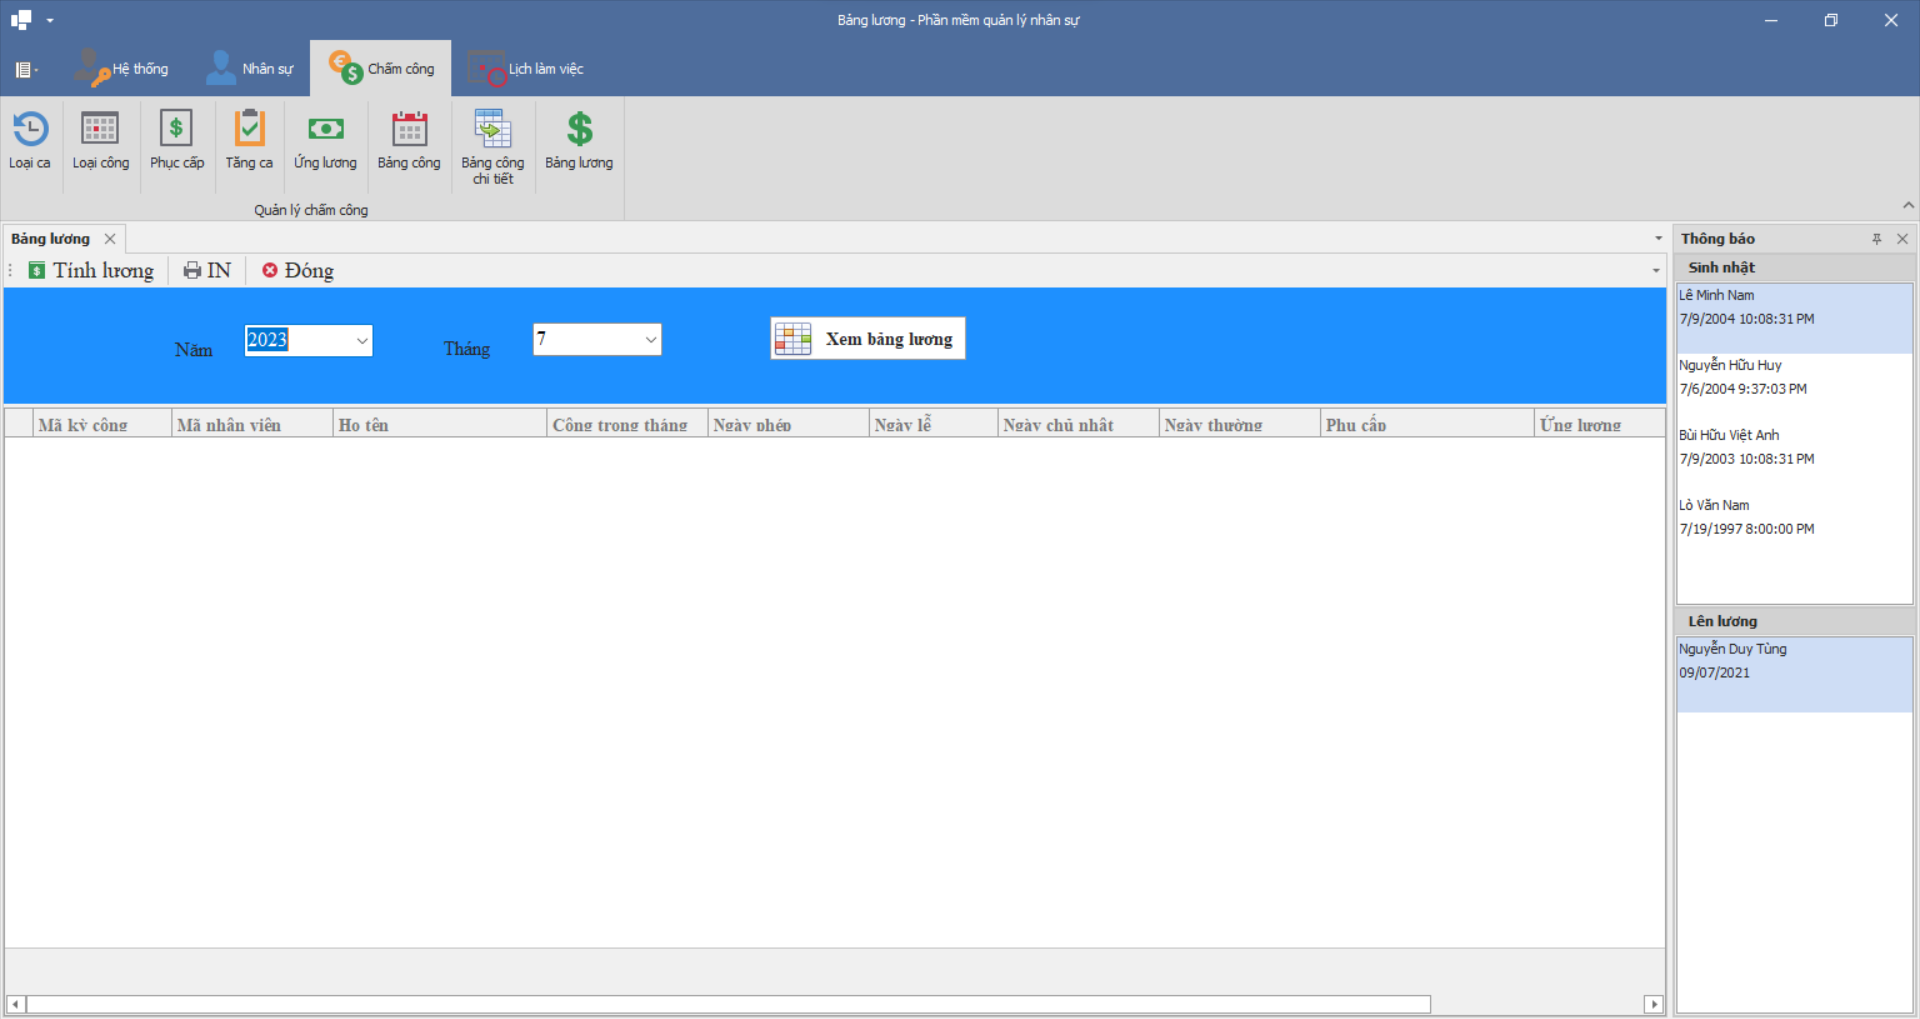 Bảng lương - Phần mềm quản lý nhân sự
Hệ thống
Nhân sự
Chấm công
Lịch làm việc
Loại ca
Loại công
Phục cấp
Tăng ca
Ứng lương
Bảng công
Bảng công
chi tiết
Bảng lương
Quản lý chấm công
Bảng lương
Tính lương
IN
Đóng
Năm
2023
Tháng
7
Xem bảng lương
Mã kỳ công
Mã nhân viên
Họ tên
Công trong tháng
Ngày phép
Ngày lễ
Ngày chủ nhật
Ngày thường
Phụ cấp
Ứng lương
Thông báo
Sinh nhật
Lê Minh Nam
7/9/2004 10:08:31 PM
Nguyễn Hữu Huy
7/6/2004 9:37:03 PM
Bùi Hữu Việt Anh
7/9/2003 10:08:31 PM
Lò Văn Nam
7/19/1997 8:00:00 PM
Lên lương
Nguyễn Duy Tùng
09/07/2021